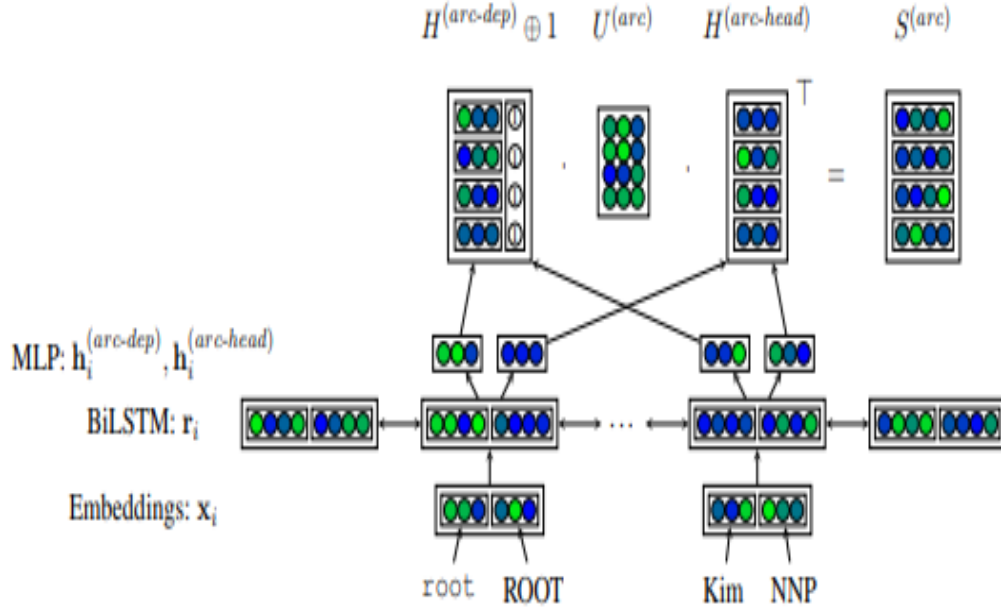 H^(arc-dep) ⊕ 1 U^(arc) H^(arc-head) S^(arc)
· · ⊤ =
MLP: h_i^(arc-dep), h_i^(arc-head)
BiLSTM: r_i ...
Embeddings: x_i
root ROOT Kim NNP